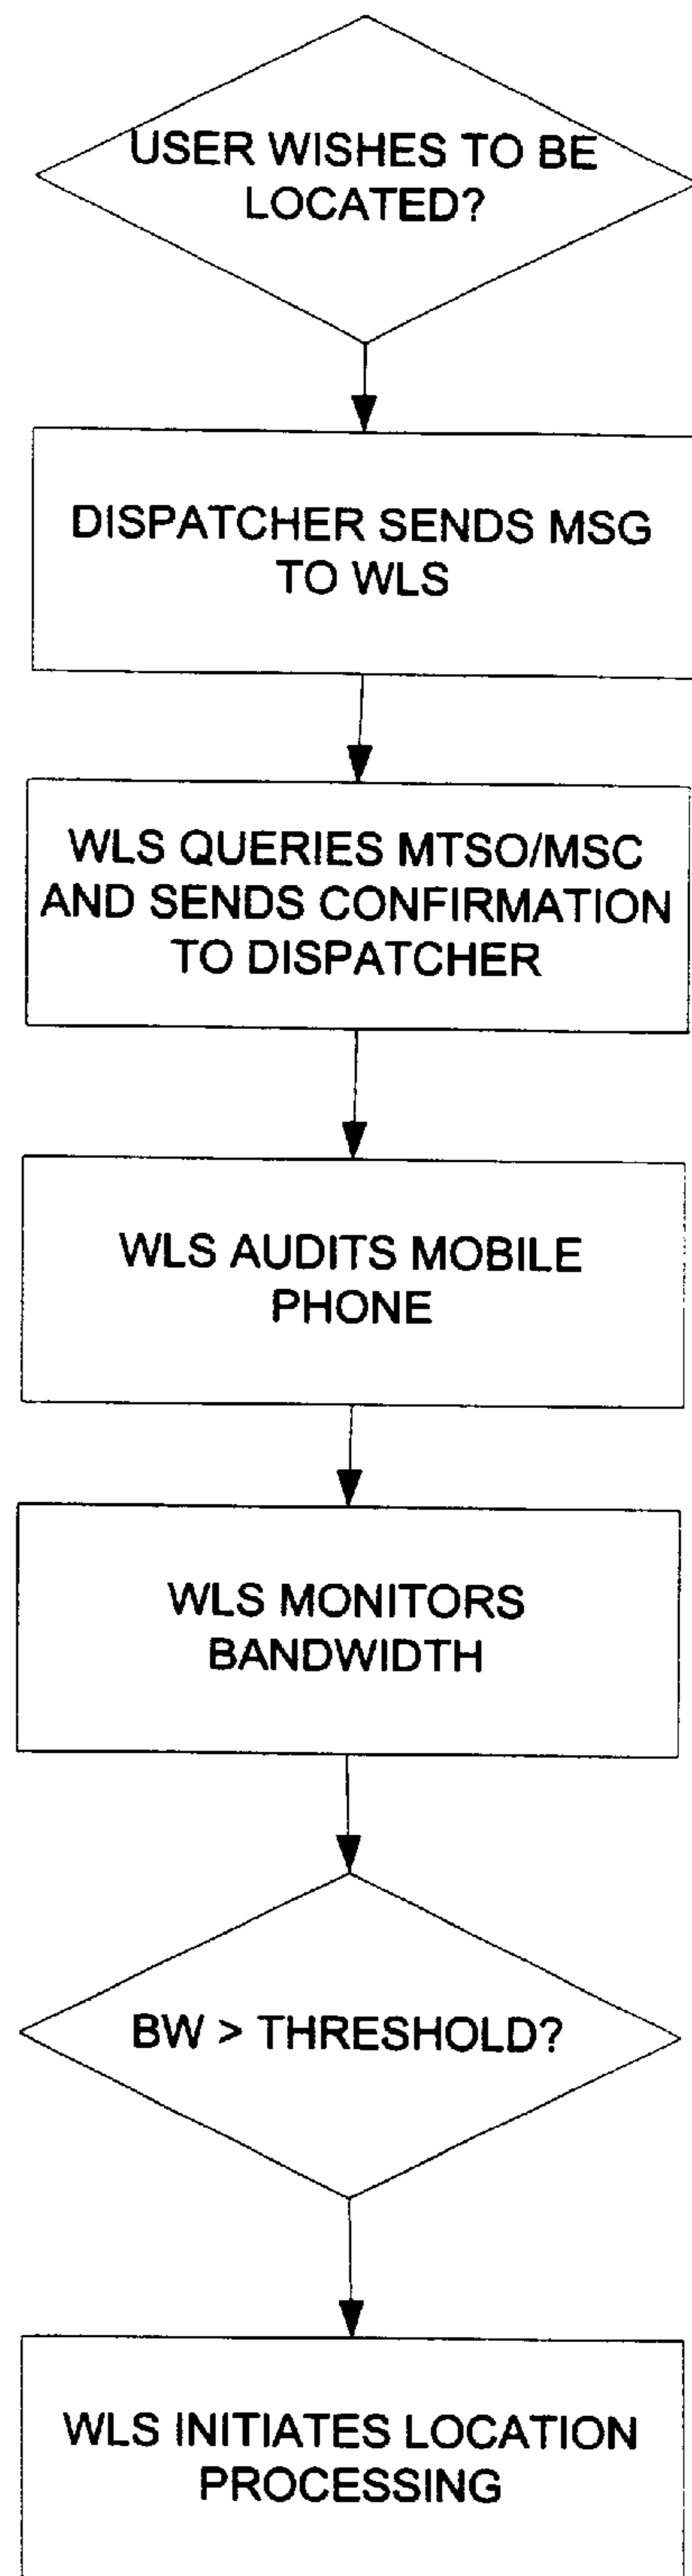 USER WISHES TO BE
LOCATED?
DISPATCHER SENDS MSG
TO WLS
WLS QUERIES MTSO/MSC
AND SENDS CONFIRMATION
TO DISPATCHER
WLS AUDITS MOBILE
PHONE
WLS MONITORS
BANDWIDTH
BW > THRESHOLD?
WLS INITIATES LOCATION
PROCESSING